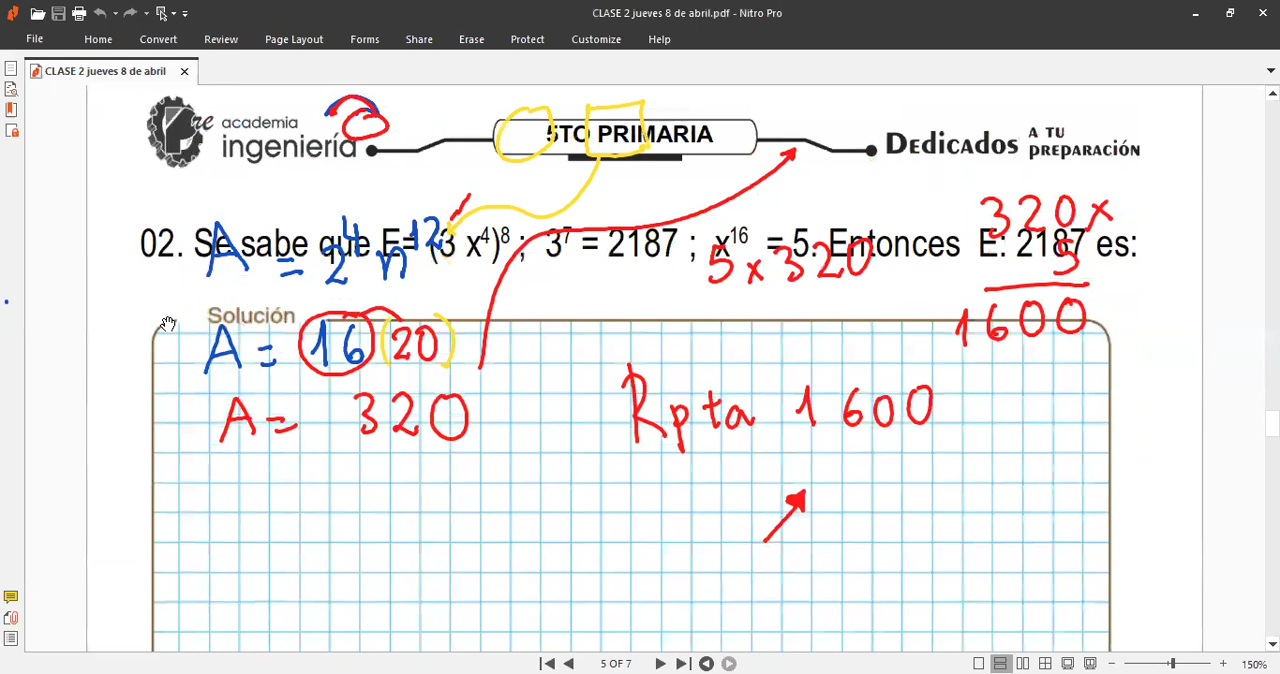 CLASE 2 jueves 8 de abril.pdf - Nitro Pro
File Home Convert Review Page Layout Forms Share Erase Protect Customize Help
CLASE 2 jueves 8 de abril
Pre academia ingeniería
5TO PRIMARIA
Dedicados A TU PREPARACIÓN
02. Se sabe que E= (3 x⁴)⁸ ; 3⁷ = 2187 ; x¹⁶ = 5. Entonces E: 2187 es:
A = 2⁴ n¹²
5 x 320
320 x
5
1600
Solución
A = 16 (20)
A = 320
Rpta 1600
5 OF 7
150%